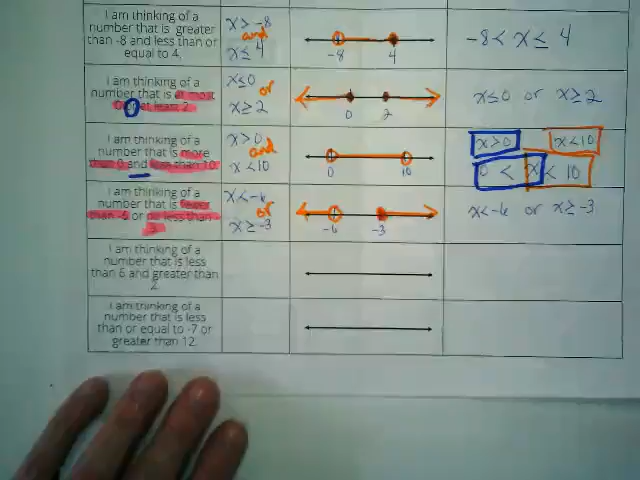 I am thinking of a
number that is greater
than -8 and less than or
equal to 4.
x > -8
and
x ≤ 4
-8 4
-8 < x ≤ 4
I am thinking of a
number that is at most
0 or at least 2.
x ≤ 0
or
x ≥ 2
0 2
x ≤ 0 or x ≥ 2
I am thinking of a
number that is more
than 0 and less than 10.
x > 0
and
x < 10
0 10
x > 0 x < 10
0 < x < 10
I am thinking of a
number that is fewer
than -6 or no less than
x < -6
or
x ≥ -3
-6 -3
x < -6 or x ≥ -3
I am thinking of a
number that is less
than 6 and greater than
2.
I am thinking of a
number that is less
than or equal to -7 or
greater than 12.